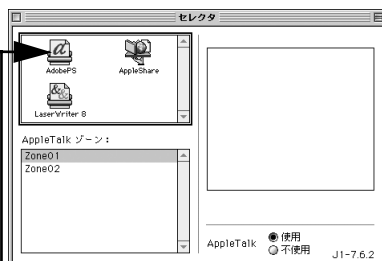 セレクタ
AdobePS
AppleShare
LaserWriter 8
AppleTalk ゾーン：
Zone01
Zone02
AppleTalk
使用
不使用
J1-7.6.2